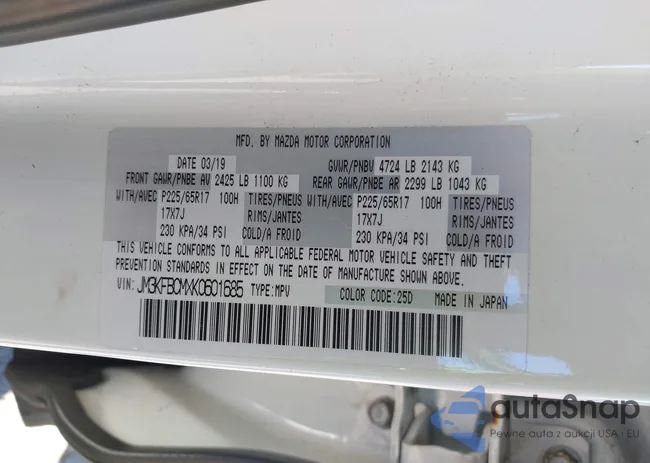 MFD. BY MAZDA MOTOR CORPORATION
DATE 03/19 GVWR/PNBV 4724 LB 2143 KG
FRONT GAWR/PNBE AV 2425 LB 1100 KG REAR GAWR/PNBE AR 2299 LB 1043 KG
WITH/AVEC P225/65R17 100H TIRES/PNEUS WITH/AVEC P225/65R17 100H TIRES/PNEUS
17X7J RIMS/JANTES 17X7J RIMS/JANTES
230 KPA/34 PSI COLD/A FROID 230 KPA/34 PSI COLD/A FROID
THIS VEHICLE CONFORMS TO ALL APPLICABLE FEDERAL MOTOR VEHICLE SAFETY AND THEFT
PREVENTION STANDARDS IN EFFECT ON THE DATE OF MANUFACTURE SHOWN ABOVE.
VIN: JM3KFBCMXK0601685 TYPE: MPV COLOR CODE: 25D MADE IN JAPAN
autoSnap
Pewne auta z aukcji USA i EU